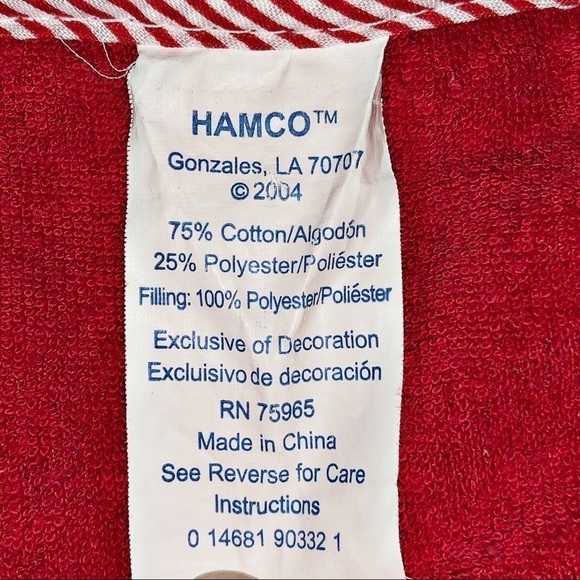 HAMCO™
Gonzales, LA 70707
© 2004
75% Cotton/Algodón
25% Polyester/Poliéster
Filling: 100% Polyester/Poliéster
Exclusive of Decoration
Excluisivo de decoración
RN 75965
Made in China
See Reverse for Care
Instructions
0 14681 90332 1